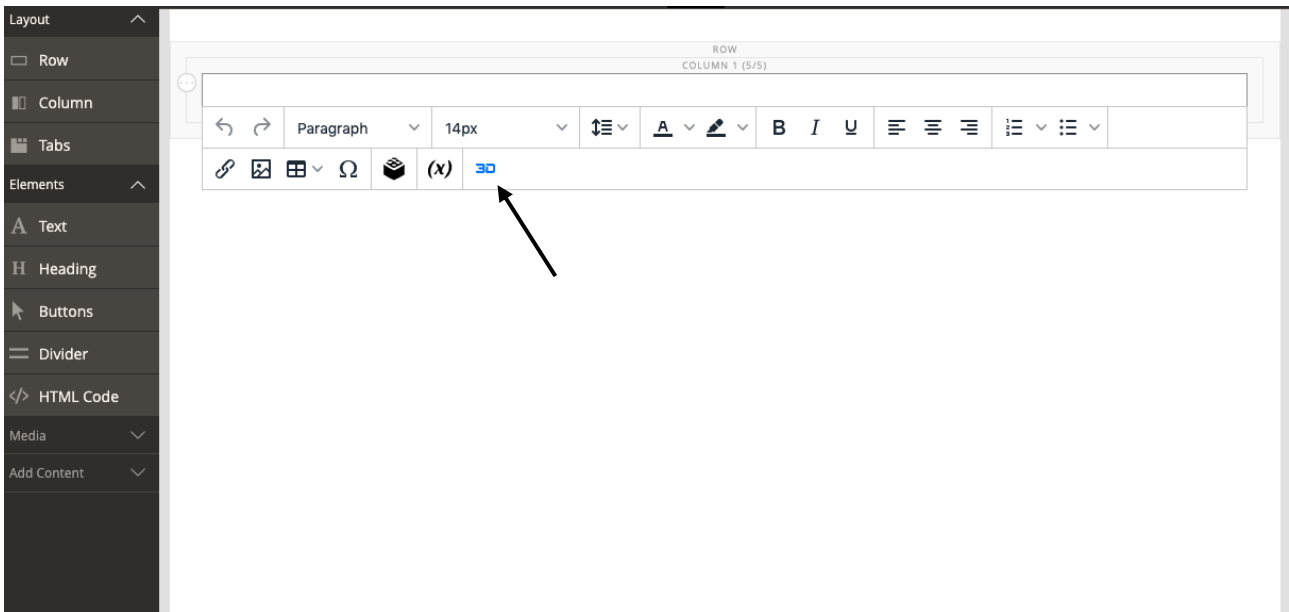 Layout
Row
Column
Tabs
Elements
Text
Heading
Buttons
Divider
HTML Code
Media
Add Content
ROW
COLUMN 1 (5/5)
Paragraph 14px A B I U
Ω (x) 3D